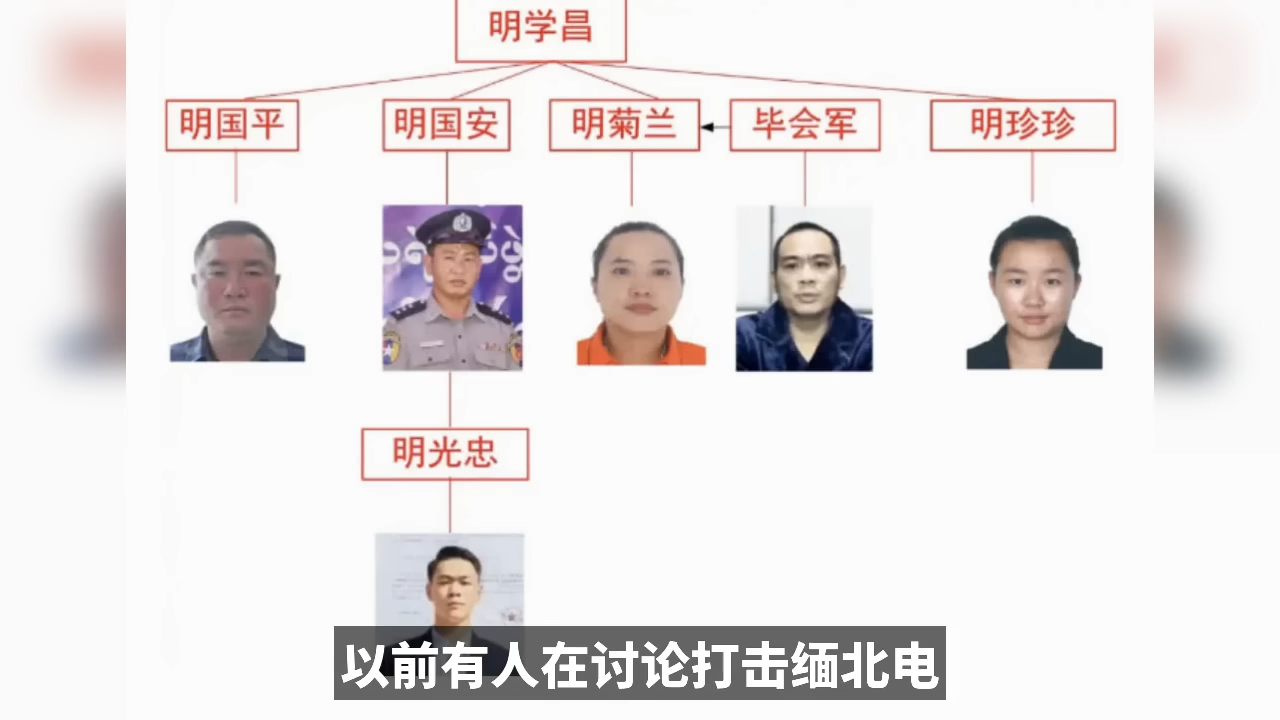 明学昌
明国平
明国安
明菊兰
毕会军
明珍珍
明光忠
以前有人在讨论打击缅北电